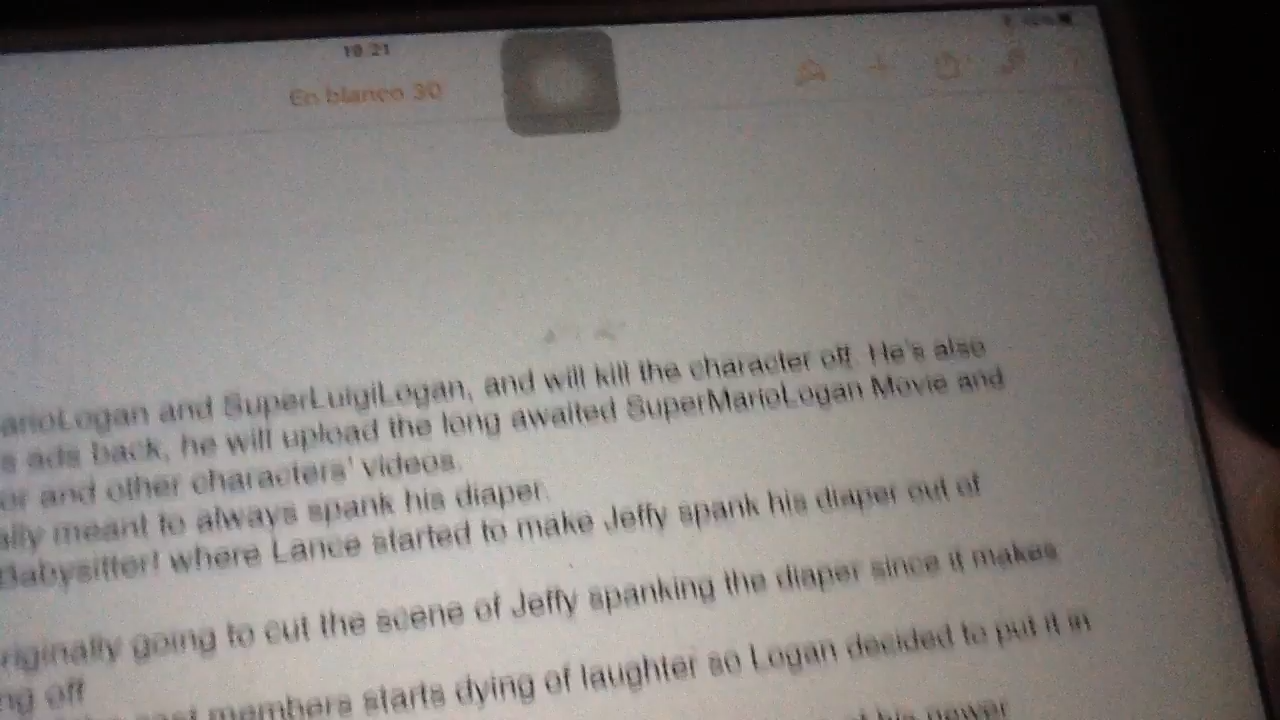 19:21
En blanco 30
arioLogan and SuperLuigiLogan, and will kill the character off. He's also
s ads back, he will upload the long awaited SuperMarioLogan Movie and
or and other characters' videos.
ally meant to always spank his diaper.
Babysitter! where Lance started to make Jeffy spank his diaper out of
riginally going to cut the scene of Jeffy spanking the diaper since it makes
ng off
cast members starts dying of laughter so Logan decided to put it in
of his newer